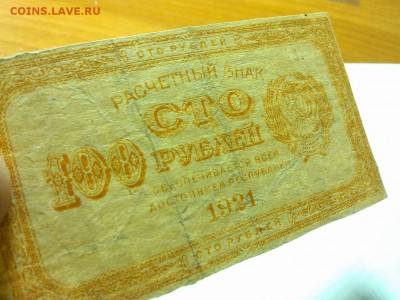 COINS.LAVE.RU
СТО РУБЛЕЙ
РАСЧЕТНЫЙ ЗНАК
СТО
100 РУБЛЕЙ
ОБЕСПЕЧИВАЕТСЯ ВСЕМ
ДОСТОЯНИЕМ РЕСПУБЛИКИ
1921
СТО РУБЛЕЙ